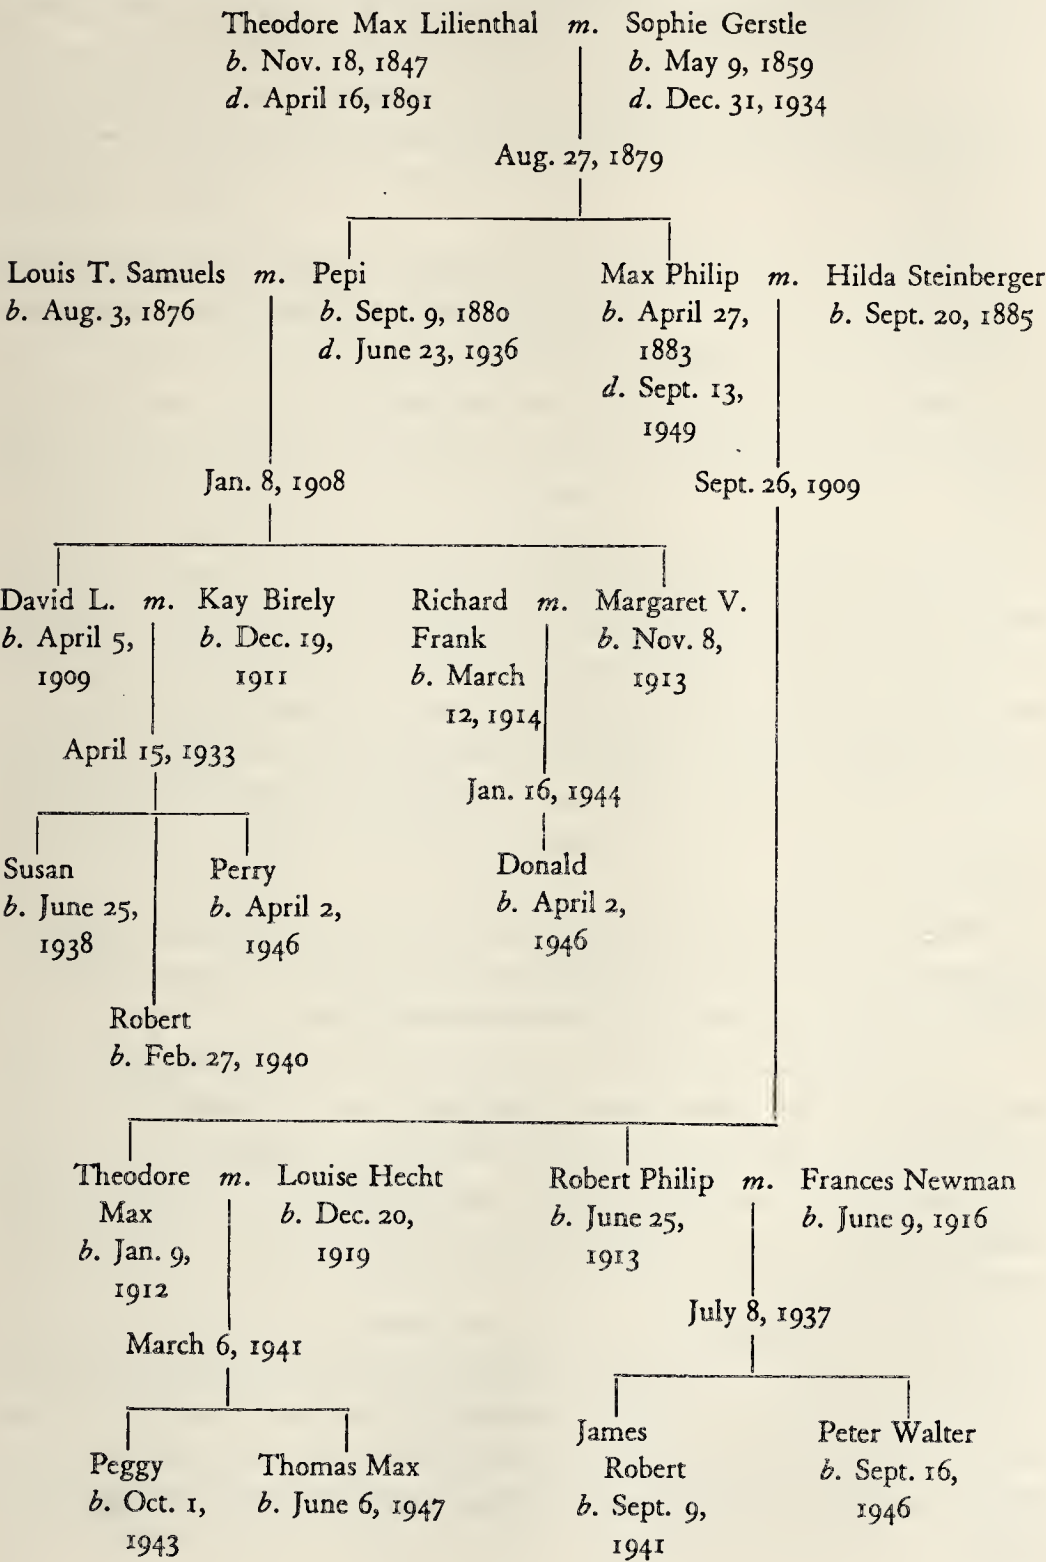 Theodore Max Lilienthal m. Sophie Gerstle
b. Nov. 18, 1847 b. May 9, 1859
d. April 16, 1891 d. Dec. 31, 1934
Aug. 27, 1879
Louis T. Samuels m. Pepi Max Philip m. Hilda Steinberger
b. Aug. 3, 1876 b. Sept. 9, 1880 b. April 27, b. Sept. 20, 1885
d. June 23, 1936 1883
d. Sept. 13,
1949
Jan. 8, 1908 Sept. 26, 1909
David L. m. Kay Birely Richard m. Margaret V.
b. April 5, b. Dec. 19, Frank b. Nov. 8,
1909 1911 b. March 1913
12, 1914
April 15, 1933
Jan. 16, 1944
Susan Perry Donald
b. June 25, b. April 2, b. April 2,
1938 1946 1946
Robert
b. Feb. 27, 1940
Theodore m. Louise Hecht Robert Philip m. Frances Newman
Max b. Dec. 20, b. June 25, b. June 9, 1916
b. Jan. 9, 1919 1913
1912
July 8, 1937
March 6, 1941
James Peter Walter
Peggy Thomas Max Robert b. Sept. 16,
b. Oct. 1, b. June 6, 1947 b. Sept. 9, 1946
1943 1941